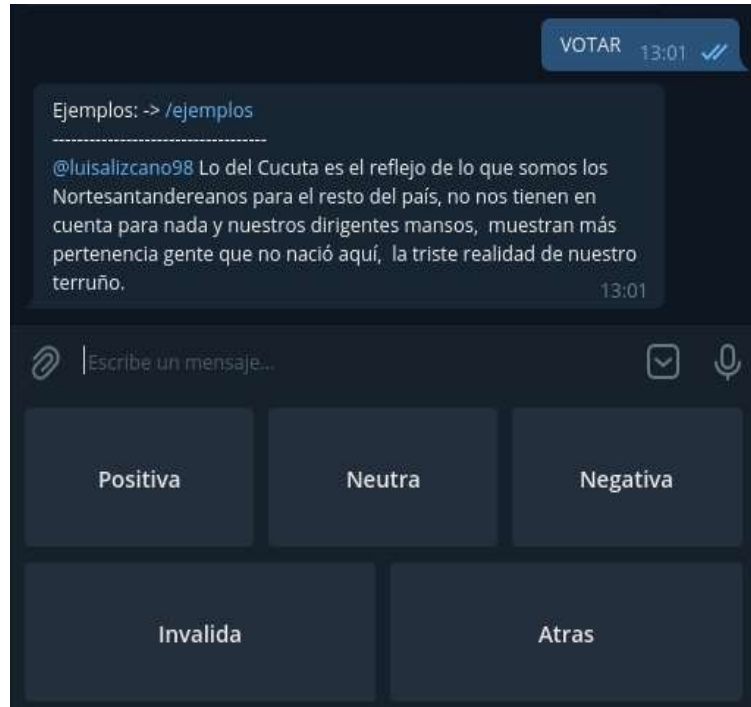 VOTAR 13:01
Ejemplos: -> /ejemplos
----------------------------------
@luisalizcano98 Lo del Cucuta es el reflejo de lo que somos los
Nortesantandereanos para el resto del país, no nos tienen en
cuenta para nada y nuestros dirigentes mansos,  muestran más
pertenencia gente que no nació aquí,  la triste realidad de nuestro
terruño.
13:01
Escribe un mensaje...
Positiva Neutra Negativa
Invalida Atras